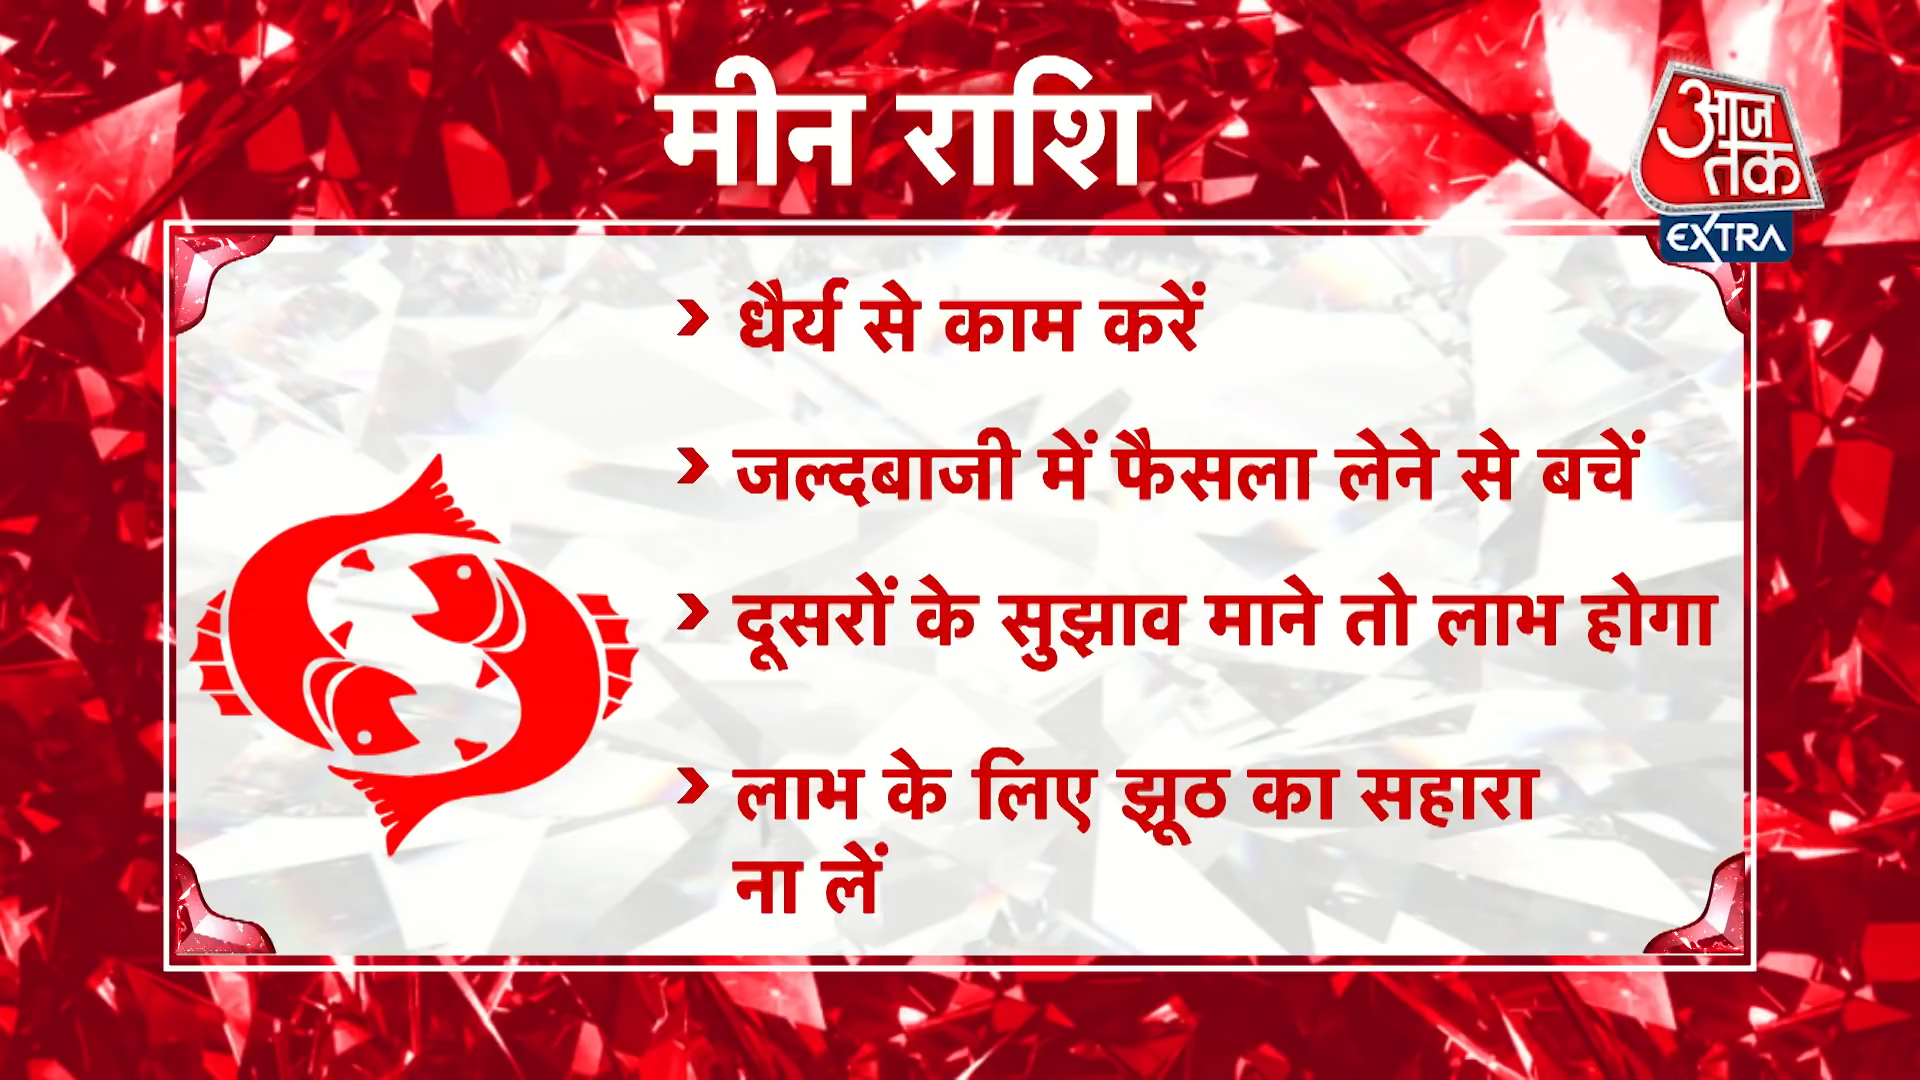 मीन राशि
आज
तक
EXTRA
> धैर्य से काम करें
> जल्दबाजी में फैसला लेने से बचें
> दूसरों के सुझाव माने तो लाभ होगा
> लाभ के लिए झूठ का सहारा
ना लें